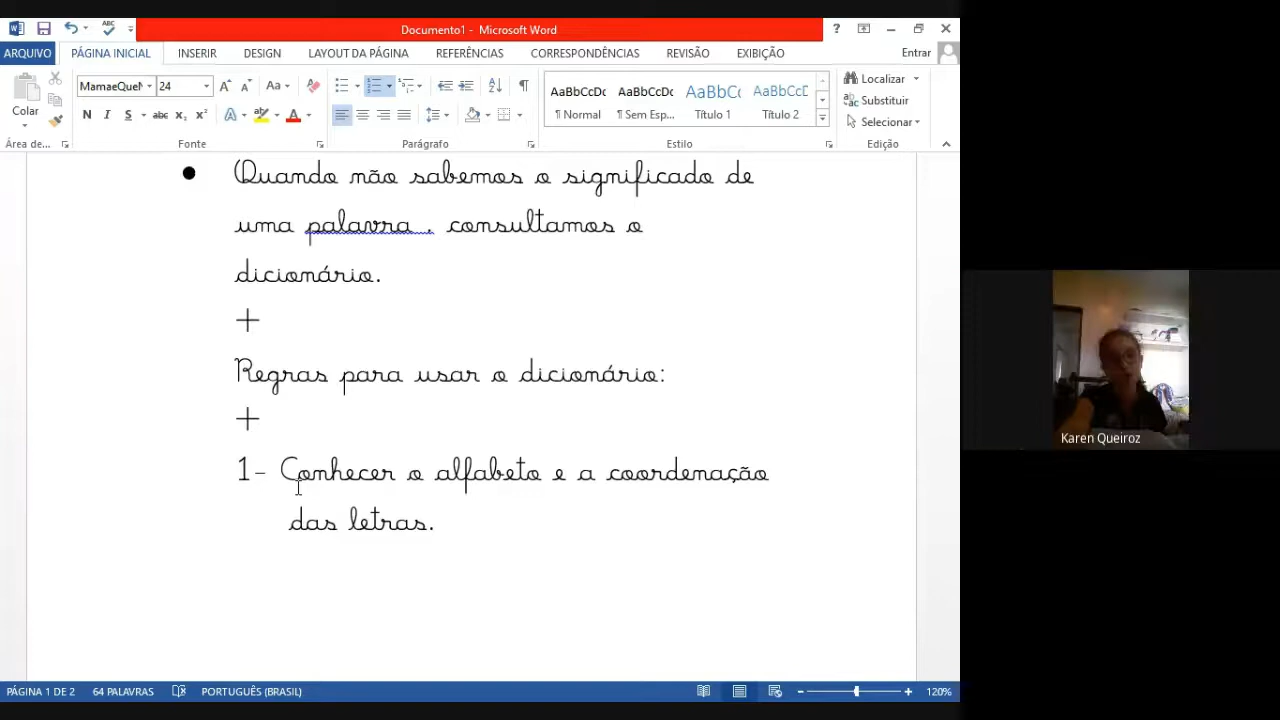 Documento1 - Microsoft Word
ARQUIVO PÁGINA INICIAL INSERIR DESIGN LAYOUT DA PÁGINA REFERÊNCIAS CORRESPONDÊNCIAS REVISÃO EXIBIÇÃO Entrar
Colar
24
AaBbCcDc AaBbCcDc AaBbC AaBbCcD
¶ Normal ¶ Sem Esp... Título 1 Título 2
Localizar
Substituir
Selecionar
Área de... Fonte Parágrafo Estilo Edição
Quando não sabemos o significado de
uma palavra , consultamos o
dicionário.
+
Regras para usar o dicionário:
+
1- Conhecer o alfabeto e a coordenação
das letras.
Karen Queiroz
PÁGINA 1 DE 2 64 PALAVRAS PORTUGUÊS (BRASIL) 120%